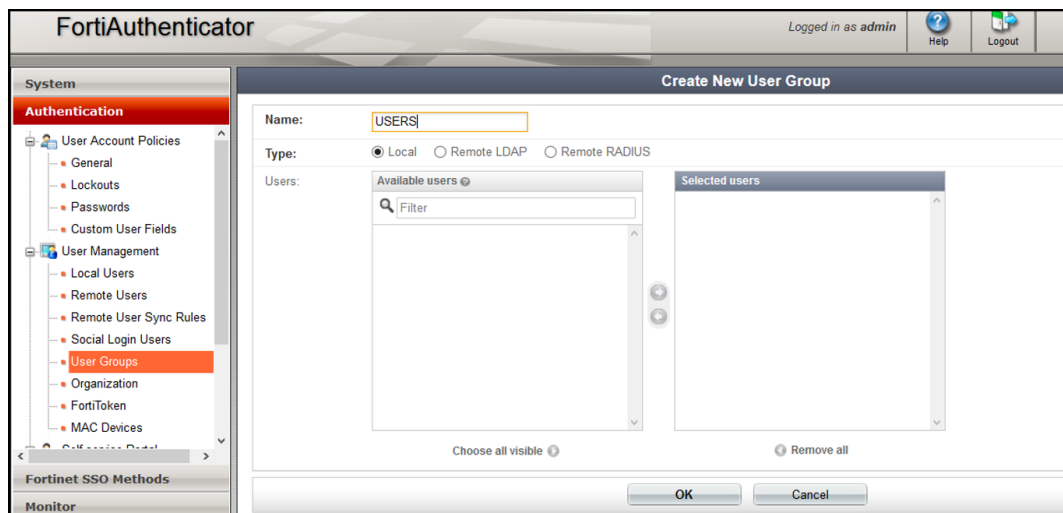 FortiAuthenticator
Logged in as admin
Help
Logout
System
Authentication
User Account Policies
General
Lockouts
Passwords
Custom User Fields
User Management
Local Users
Remote Users
Remote User Sync Rules
Social Login Users
User Groups
Organization
FortiToken
MAC Devices
Fortinet SSO Methods
Monitor
Create New User Group
Name: USERS
Type: Local Remote LDAP Remote RADIUS
Users:
Available users
Filter
Selected users
Choose all visible
Remove all
OK Cancel